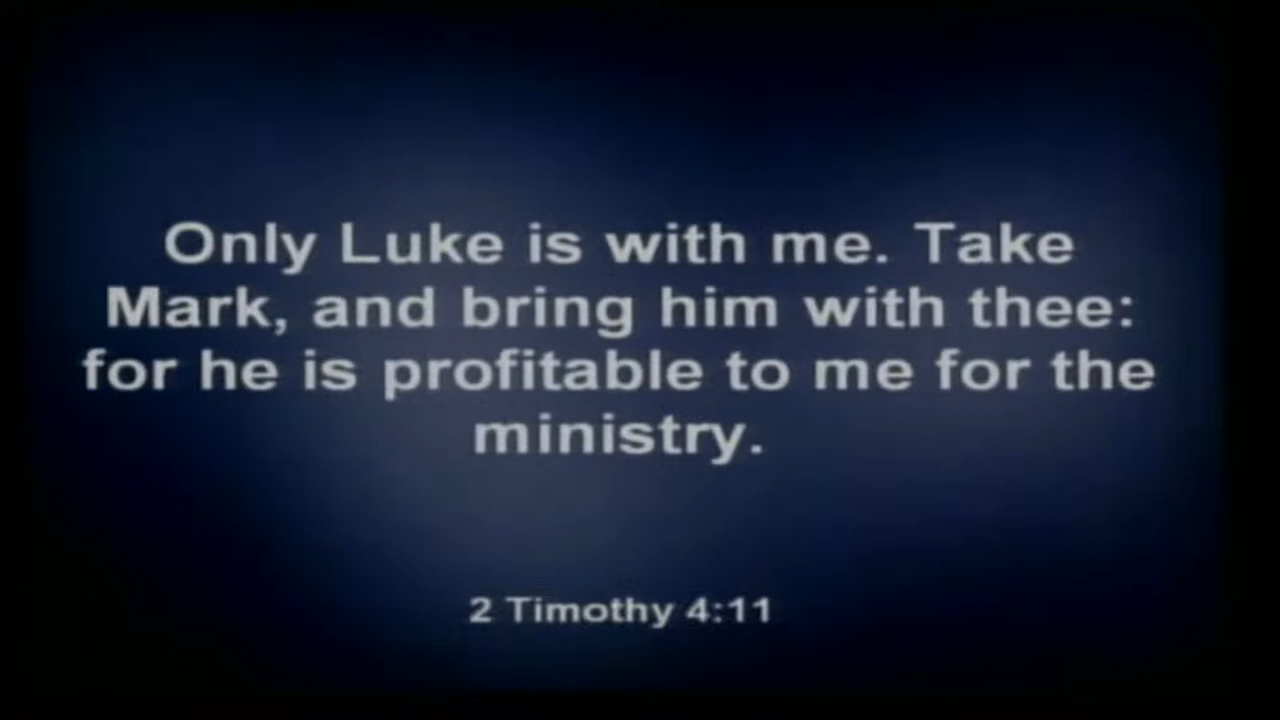 Only Luke is with me. Take
Mark, and bring him with thee:
for he is profitable to me for the
ministry.
2 Timothy 4:11